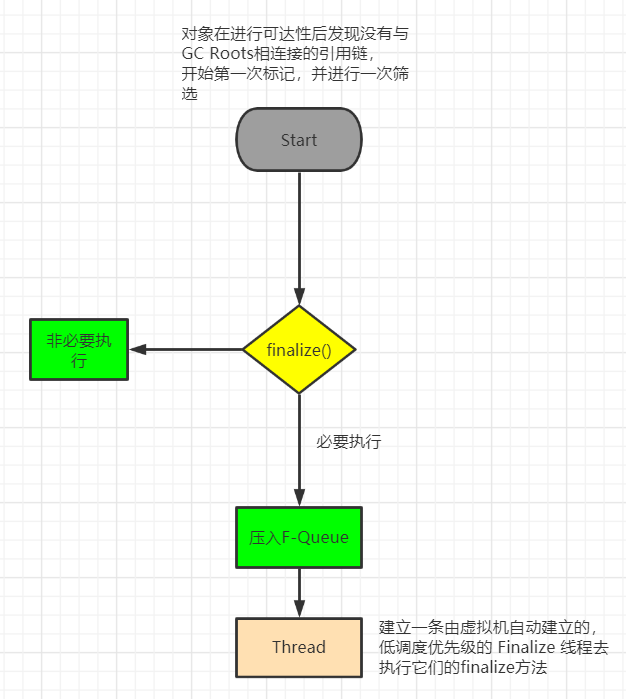 对象在进行可达性后发现没有与
GC Roots相连接的引用链，
开始第一次标记，并进行一次筛
选
Start
finalize()
非必要执
行
必要执行
压入F-Queue
Thread
建立一条由虚拟机自动建立的，
低调度优先级的 Finalize 线程去
执行它们的finalize方法